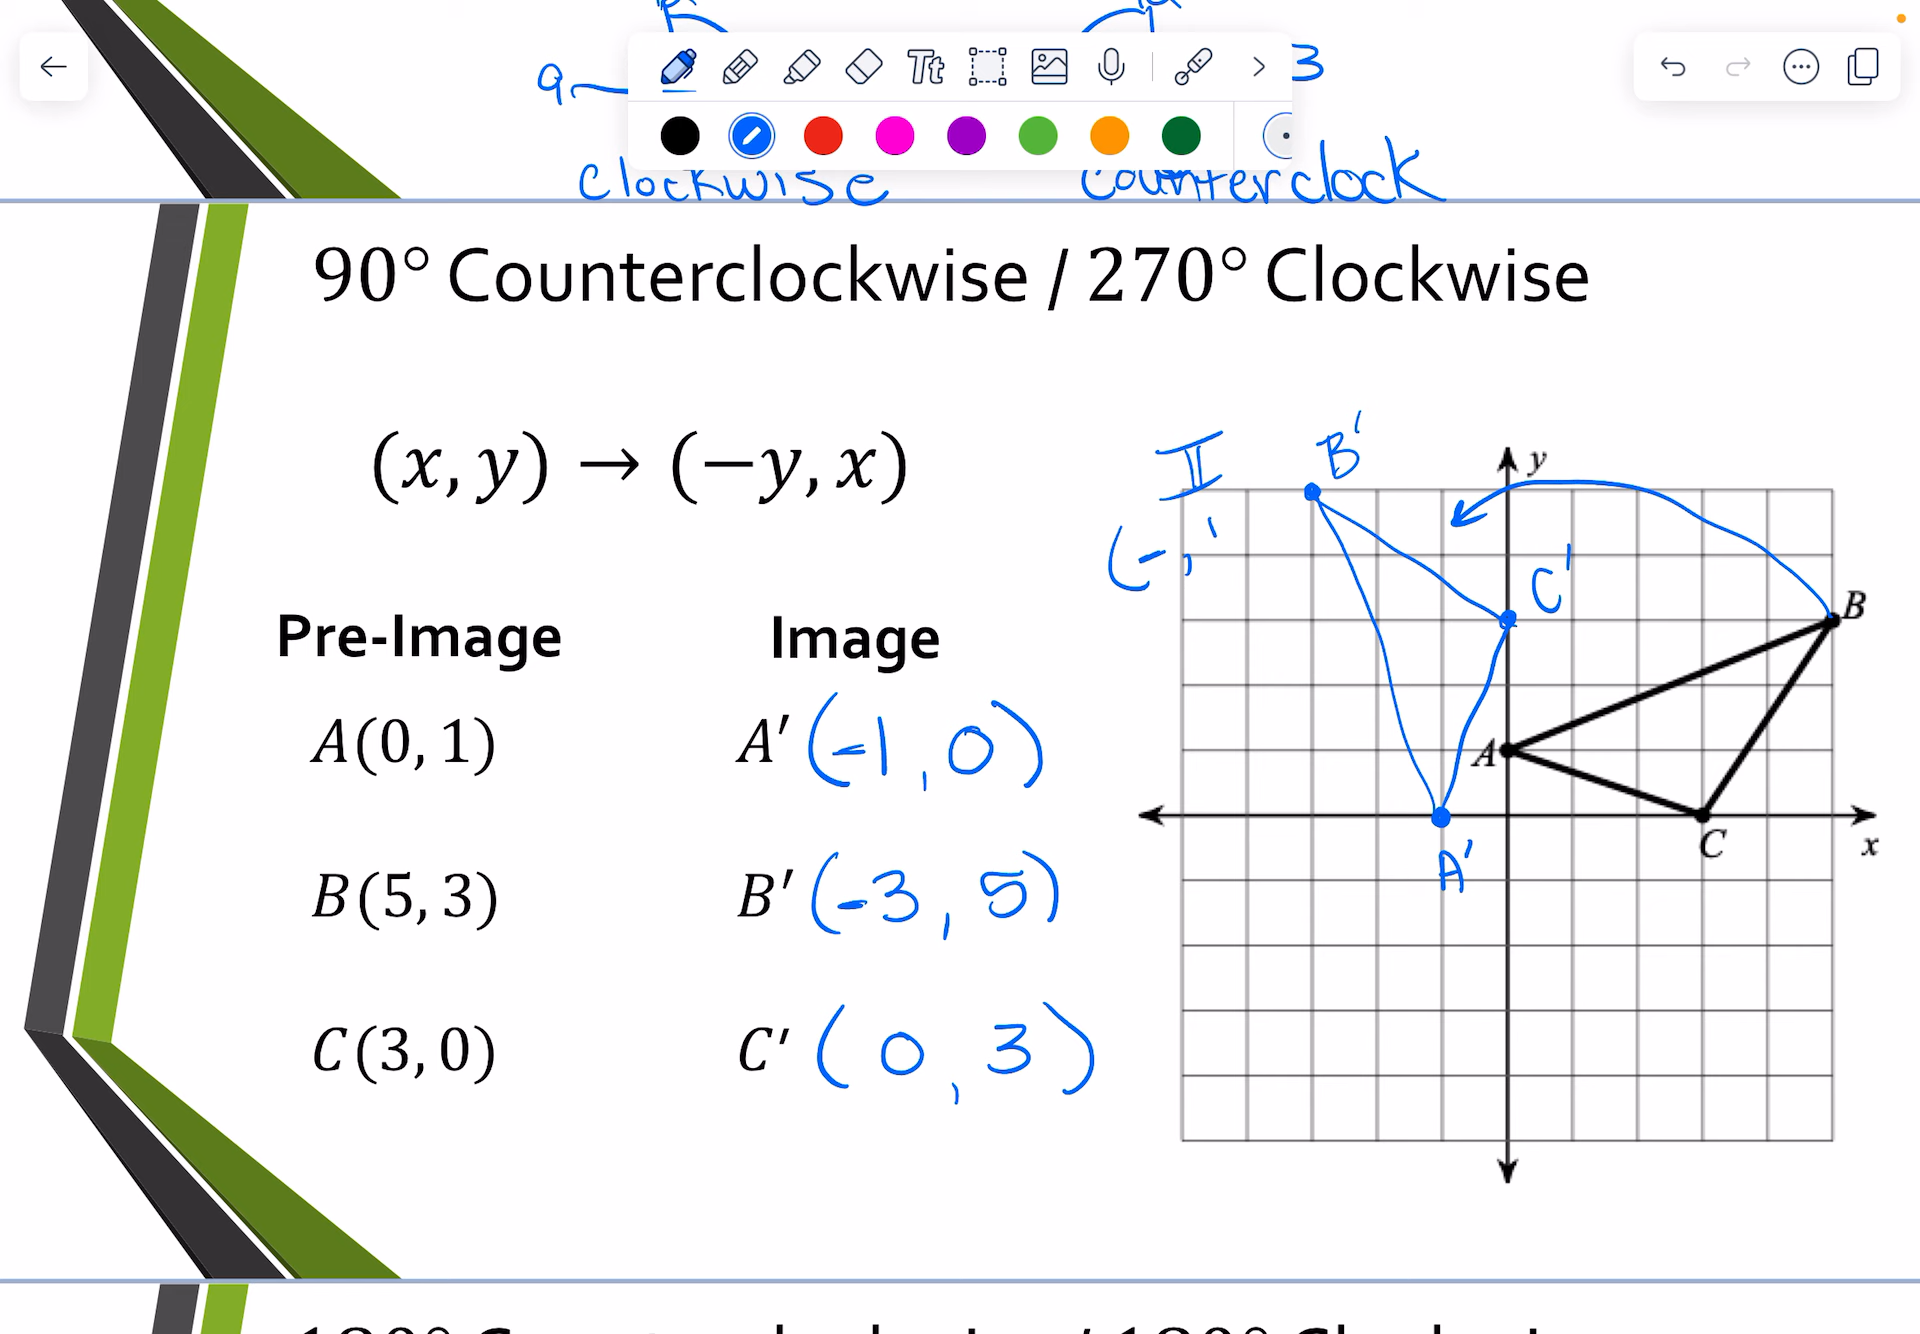 9
3
Tt
Clockwise counterclock
90° Counterclockwise / 270° Clockwise
(x, y) → (−y, x)
II
(-,
Pre-Image Image
A(0, 1) A′ (-1, 0)
B(5, 3) B′ (-3, 5)
C(3, 0) C′ (0, 3)
B'
y
C'
B
A
C
x
A'